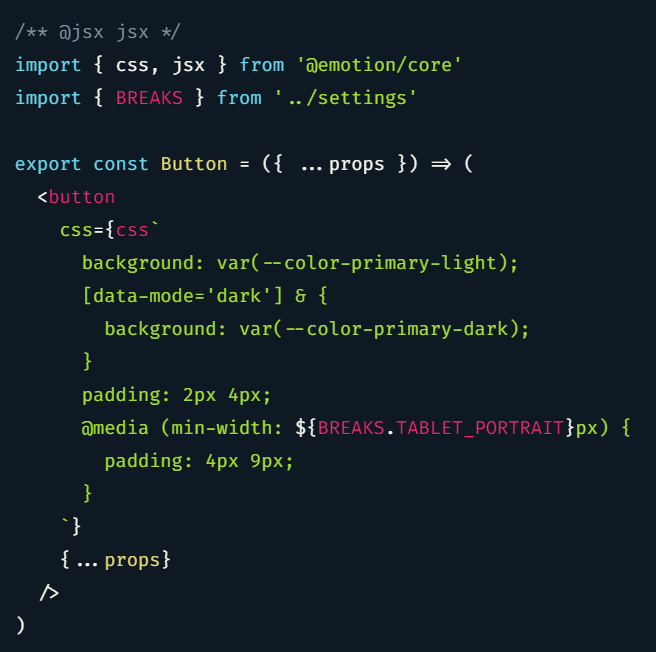 /** @jsx jsx */
import { css, jsx } from '@emotion/core'
import { BREAKS } from '../settings'
export const Button = ({ ...props }) => (
<button
css={css`
background: var(--color-primary-light);
[data-mode='dark'] & {
background: var(--color-primary-dark);
}
padding: 2px 4px;
@media (min-width: ${BREAKS.TABLET_PORTRAIT}px) {
padding: 4px 9px;
}
`}
{...props}
/>
)